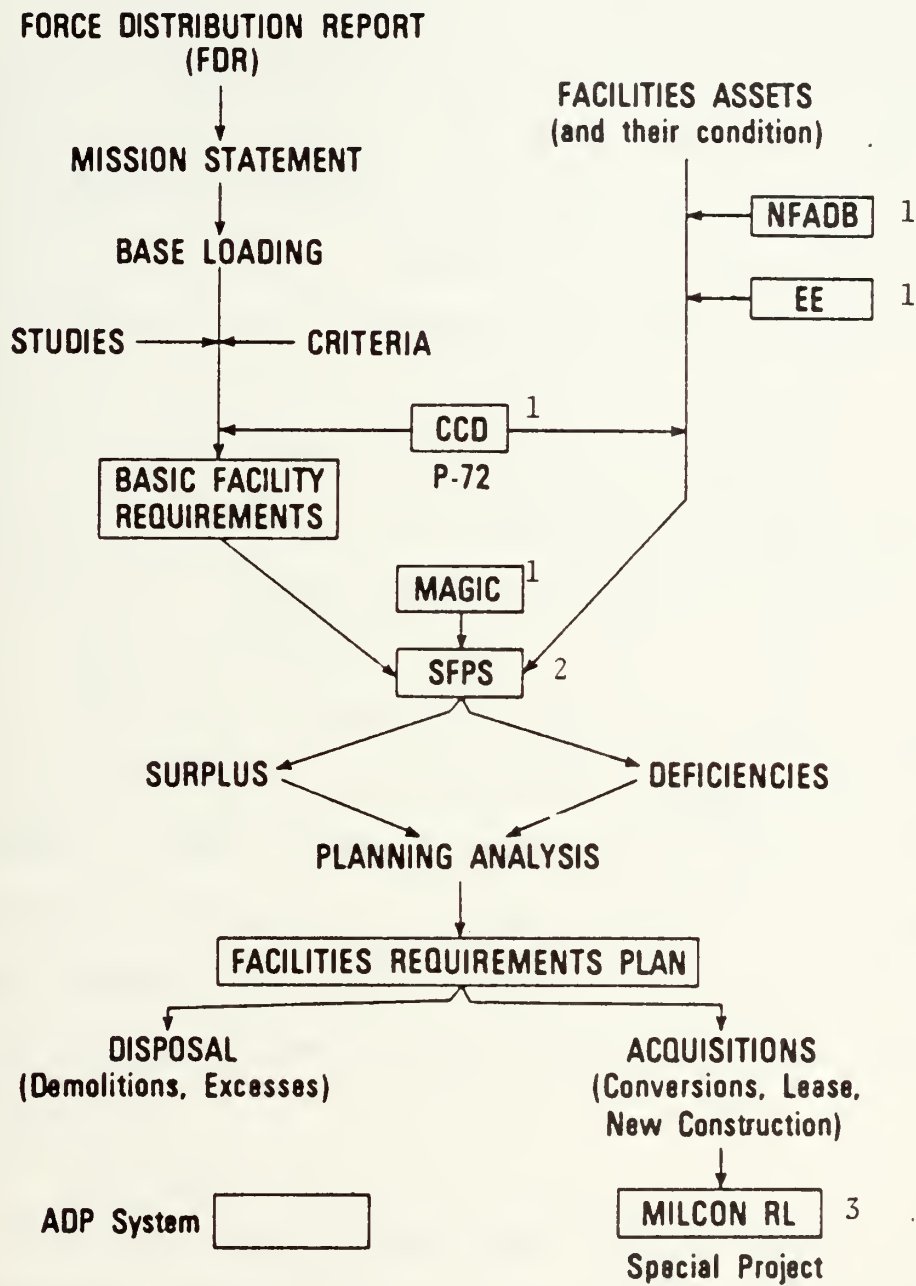 FORCE DISTRIBUTION REPORT
(FDR)
FACILITIES ASSETS
(and their condition)
MISSION STATEMENT
NFADB 1
BASE LOADING
EE 1
STUDIES CRITERIA
CCD 1
P-72
BASIC FACILITY
REQUIREMENTS
MAGIC 1
SFPS 2
SURPLUS DEFICIENCIES
PLANNING ANALYSIS
FACILITIES REQUIREMENTS PLAN
DISPOSAL
(Demolitions, Excesses)
ACQUISITIONS
(Conversions, Lease,
New Construction)
ADP System
MILCON RL 3
Special Project